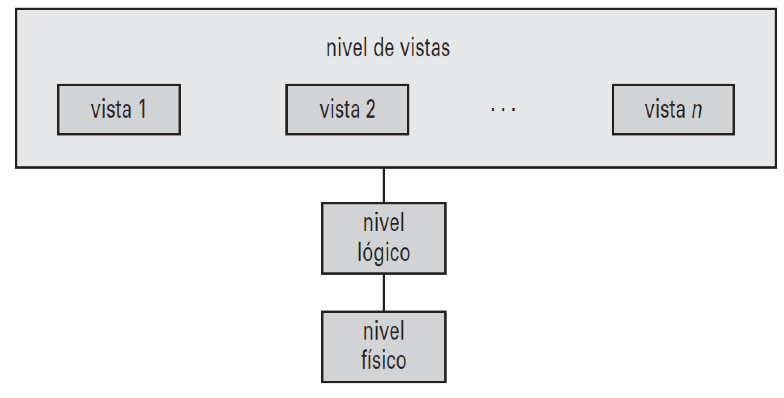 nivel de vistas
vista 1
vista 2
...
vista n
nivel
lógico
nivel
físico